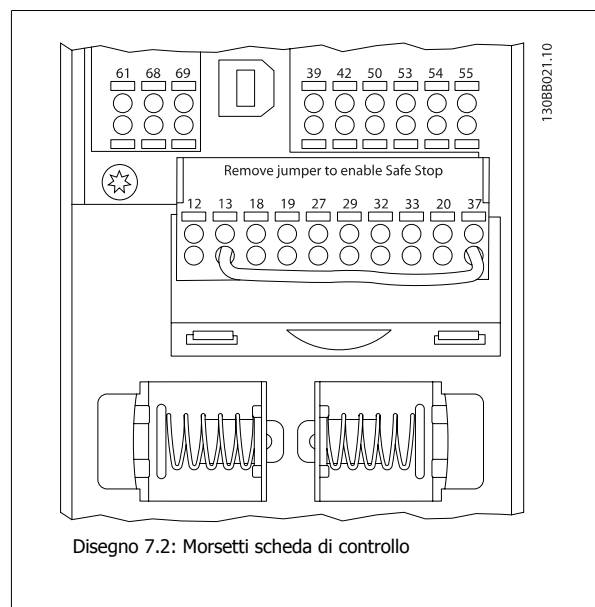 61 68 69
39 42 50 53 54 55
130BB021.10
Remove jumper to enable Safe Stop
12 13 18 19 27 29 32 33 20 37
Disegno 7.2: Morsetti scheda di controllo